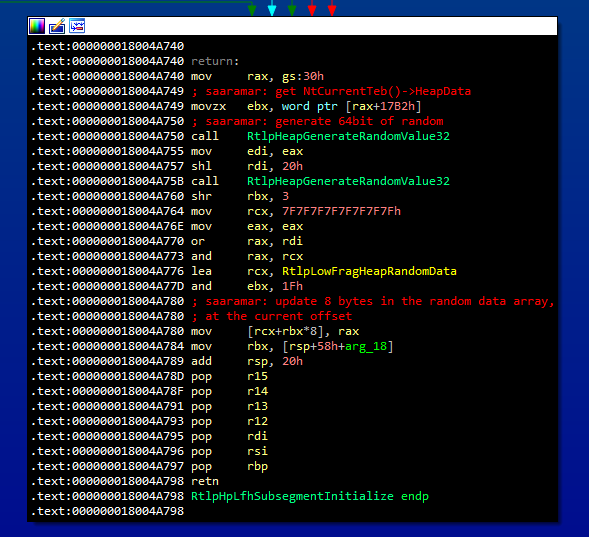 .text:000000018004A740
.text:000000018004A740 return:
.text:000000018004A740 mov     rax, gs:30h
.text:000000018004A749 ; saaramar: get NtCurrentTeb()->HeapData
.text:000000018004A749 movzx   ebx, word ptr [rax+17B2h]
.text:000000018004A750 ; saaramar: generate 64bit of random
.text:000000018004A750 call    RtlpHeapGenerateRandomValue32
.text:000000018004A755 mov     edi, eax
.text:000000018004A757 shl     rdi, 20h
.text:000000018004A75B call    RtlpHeapGenerateRandomValue32
.text:000000018004A760 shr     rbx, 3
.text:000000018004A764 mov     rcx, 7F7F7F7F7F7F7F7Fh
.text:000000018004A76E mov     eax, eax
.text:000000018004A770 or      rax, rdi
.text:000000018004A773 and     rax, rcx
.text:000000018004A776 lea     rcx, RtlpLowFragHeapRandomData
.text:000000018004A77D and     ebx, 1Fh
.text:000000018004A780 ; saaramar: update 8 bytes in the random data array,
.text:000000018004A780 ; at the current offset
.text:000000018004A780 mov     [rcx+rbx*8], rax
.text:000000018004A784 mov     rbx, [rsp+58h+arg_18]
.text:000000018004A789 add     rsp, 20h
.text:000000018004A78D pop     r15
.text:000000018004A78F pop     r14
.text:000000018004A791 pop     r13
.text:000000018004A793 pop     r12
.text:000000018004A795 pop     rdi
.text:000000018004A796 pop     rsi
.text:000000018004A797 pop     rbp
.text:000000018004A798 retn
.text:000000018004A798 RtlpHpLfhSubsegmentInitialize endp
.text:000000018004A798